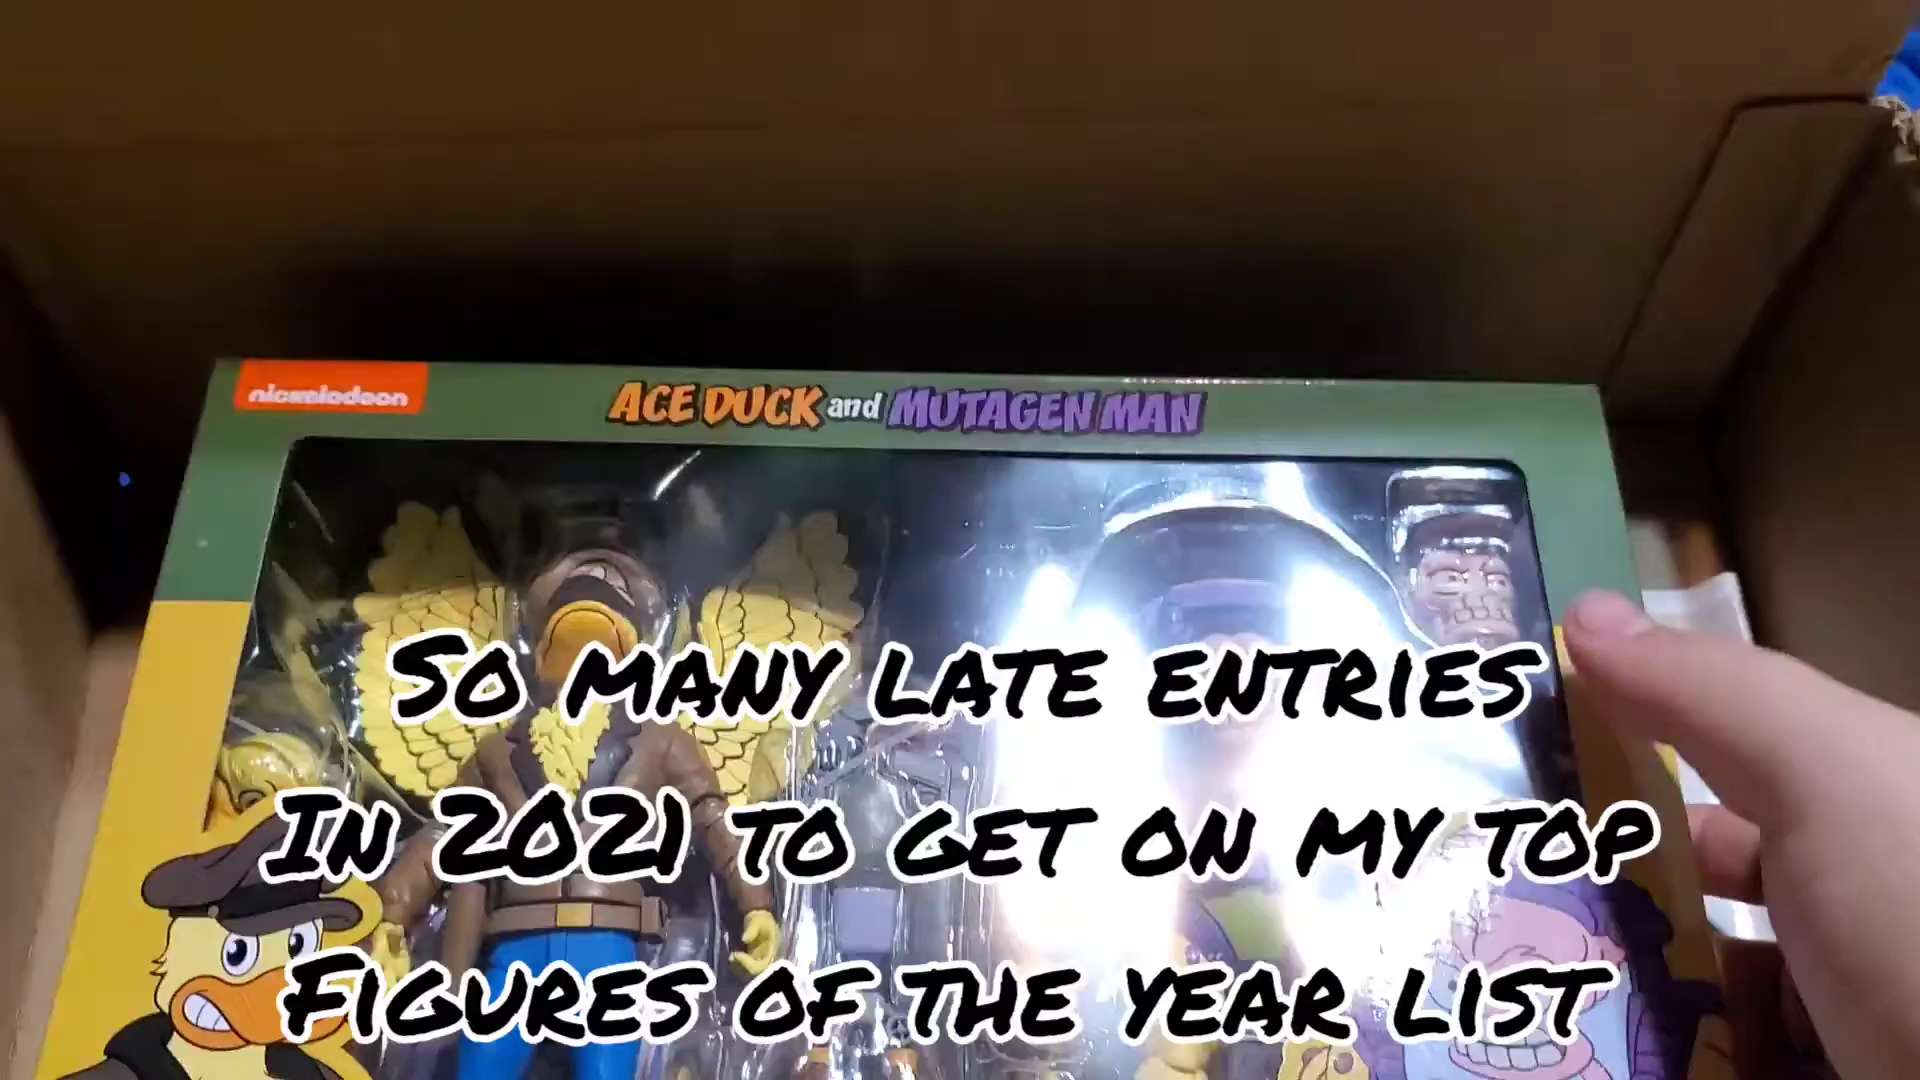 nickelodeon
ACE DUCK and MUTAGEN MAN
So many late entries
In 2021 to get on my top
Figures of the year list